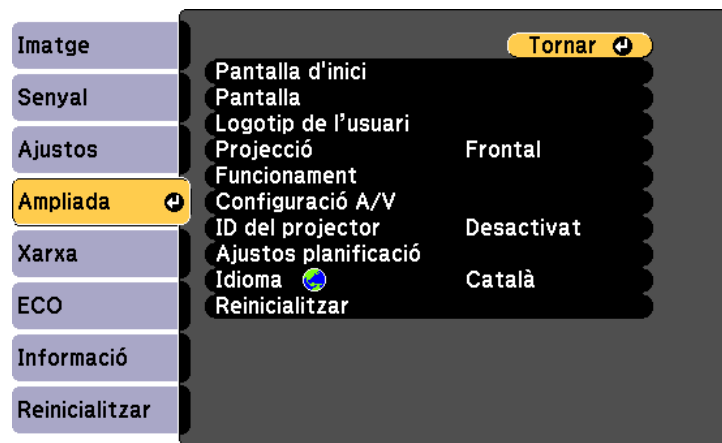 Imatge
Senyal
Ajustos
Ampliada
Xarxa
ECO
Informació
Reinicialitzar
Tornar
Pantalla d'inici
Pantalla
Logotip de l’usuari
Projecció Frontal
Funcionament
Configuració A/V
ID del projector Desactivat
Ajustos planificació
Idioma Català
Reinicialitzar